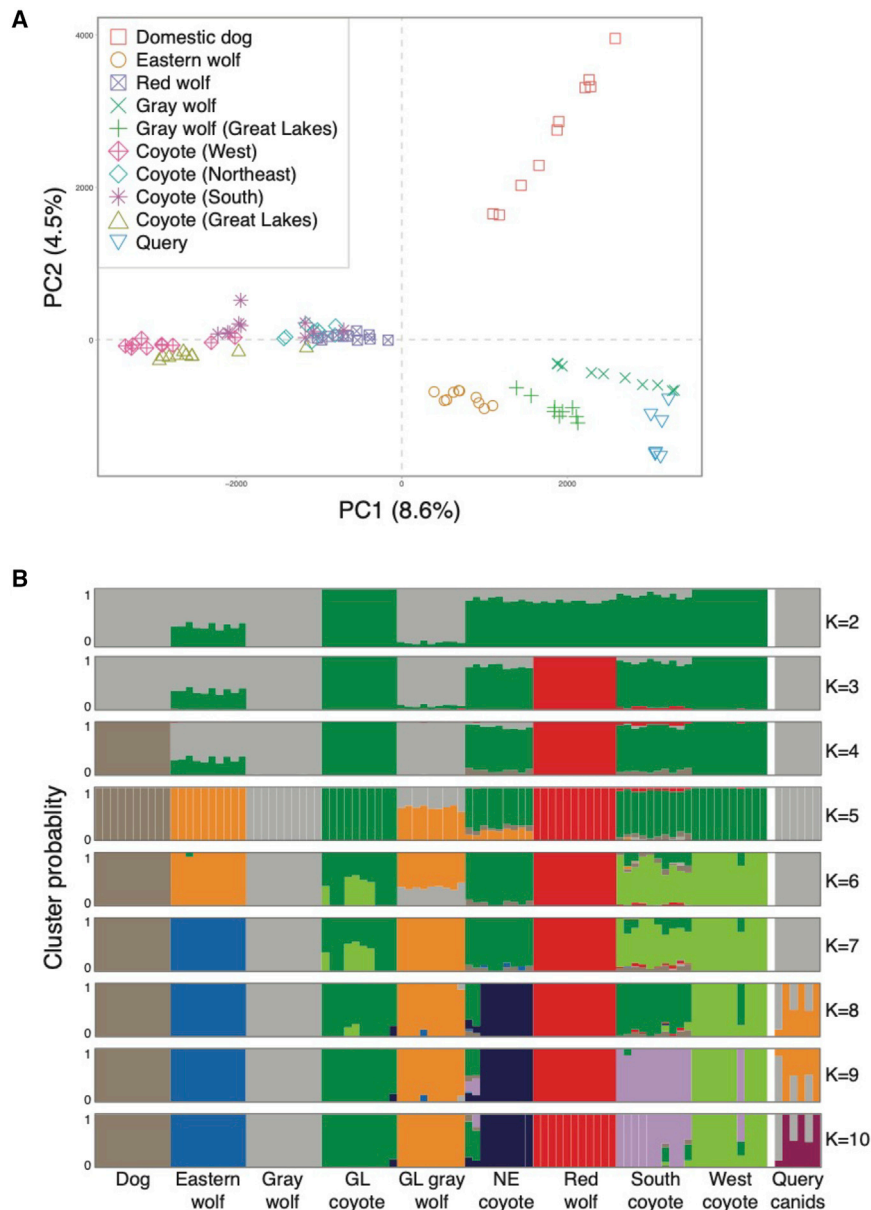 A
Domestic dog
Eastern wolf
Red wolf
Gray wolf
Gray wolf (Great Lakes)
Coyote (West)
Coyote (Northeast)
Coyote (South)
Coyote (Great Lakes)
Query
4000
2000
0
PC2 (4.5%)
−2000
0
2000
PC1 (8.6%)
B
Cluster probablity
1
0
K=2
1
0
K=3
1
0
K=4
1
0
K=5
1
0
K=6
1
0
K=7
1
0
K=8
1
0
K=9
1
0
K=10
Dog
Eastern
wolf
Gray
wolf
GL
coyote
GL gray
wolf
NE
coyote
Red
wolf
South
coyote
West
coyote
Query
canids